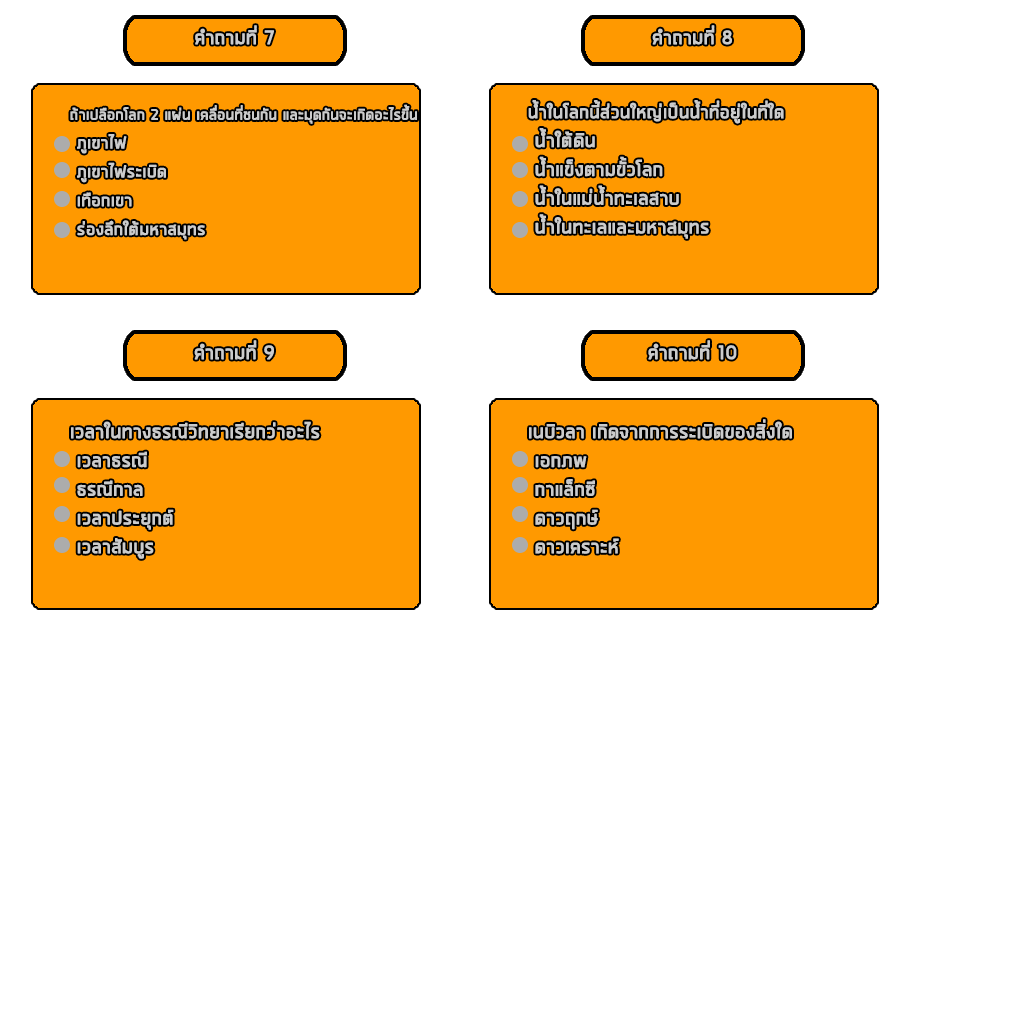 คำถามที่ 7
ถ้าเปลือกโลก 2 แผ่น เคลื่อนที่ชนกัน และมุดกันจะเกิดอะไรขึ้น
ภูเขาไฟ
ภูเขาไฟระเบิด
เทือกเขา
ร่องลึกใต้มหาสมุทร
คำถามที่ 8
น้ำในโลกนี้ส่วนใหญ่เป็นน้ำที่อยู่ในที่ใด
น้ำใต้ดิน
น้ำแข็งตามขั้วโลก
น้ำในแม่น้ำทะเลสาบ
น้ำในทะเลและมหาสมุทร
คำถามที่ 9
เวลาในทางธรณีวิทยาเรียกว่าอะไร
เวลาธรณี
ธรณีกาล
เวลาประยุกต์
เวลาสัมบูร
คำถามที่ 10
เนบิวลา เกิดจากการระเบิดของสิ่งใด
เอกภพ
กาแล็กซี
ดาวฤกษ์
ดาวเคราะห์